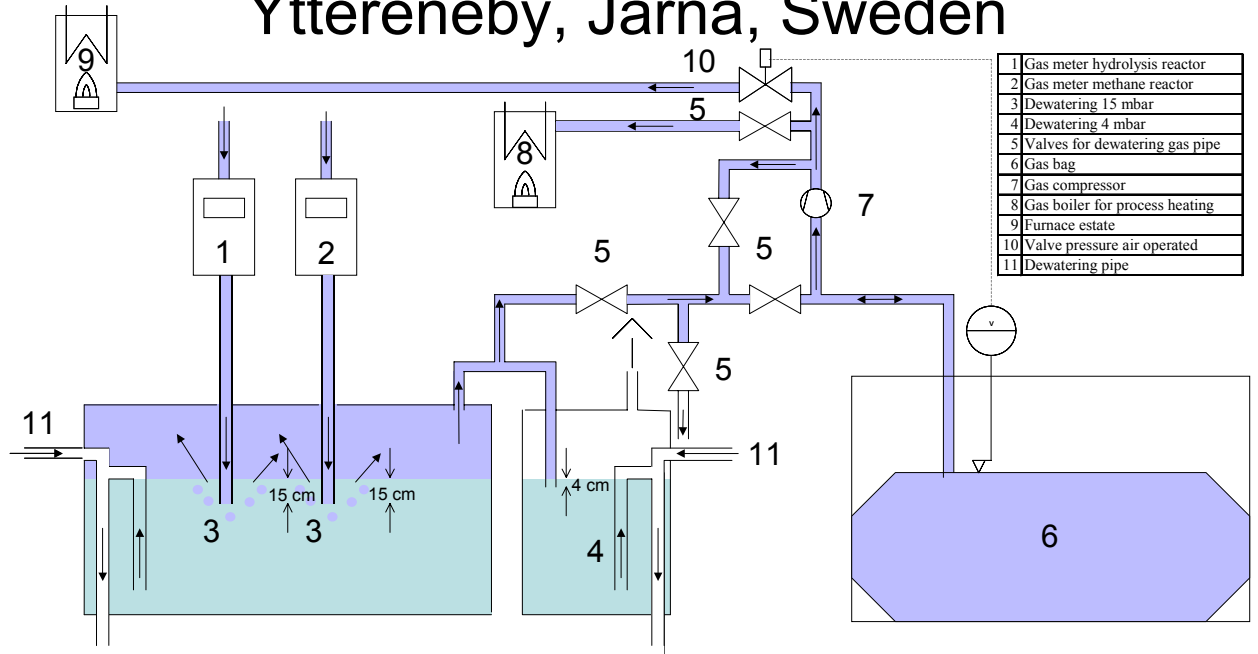 Yttereneby, Järna, Sweden
9
10
5
8
7
1
2
5
5
5
11
11
15 cm
15 cm
4 cm
3
3
4
6
v
1 Gas meter hydrolysis reactor
2 Gas meter methane reactor
3 Dewatering 15 mbar
4 Dewatering 4 mbar
5 Valves for dewatering gas pipe
6 Gas bag
7 Gas compressor
8 Gas boiler for process heating
9 Furnace estate
10 Valve pressure air operated
11 Dewatering pipe